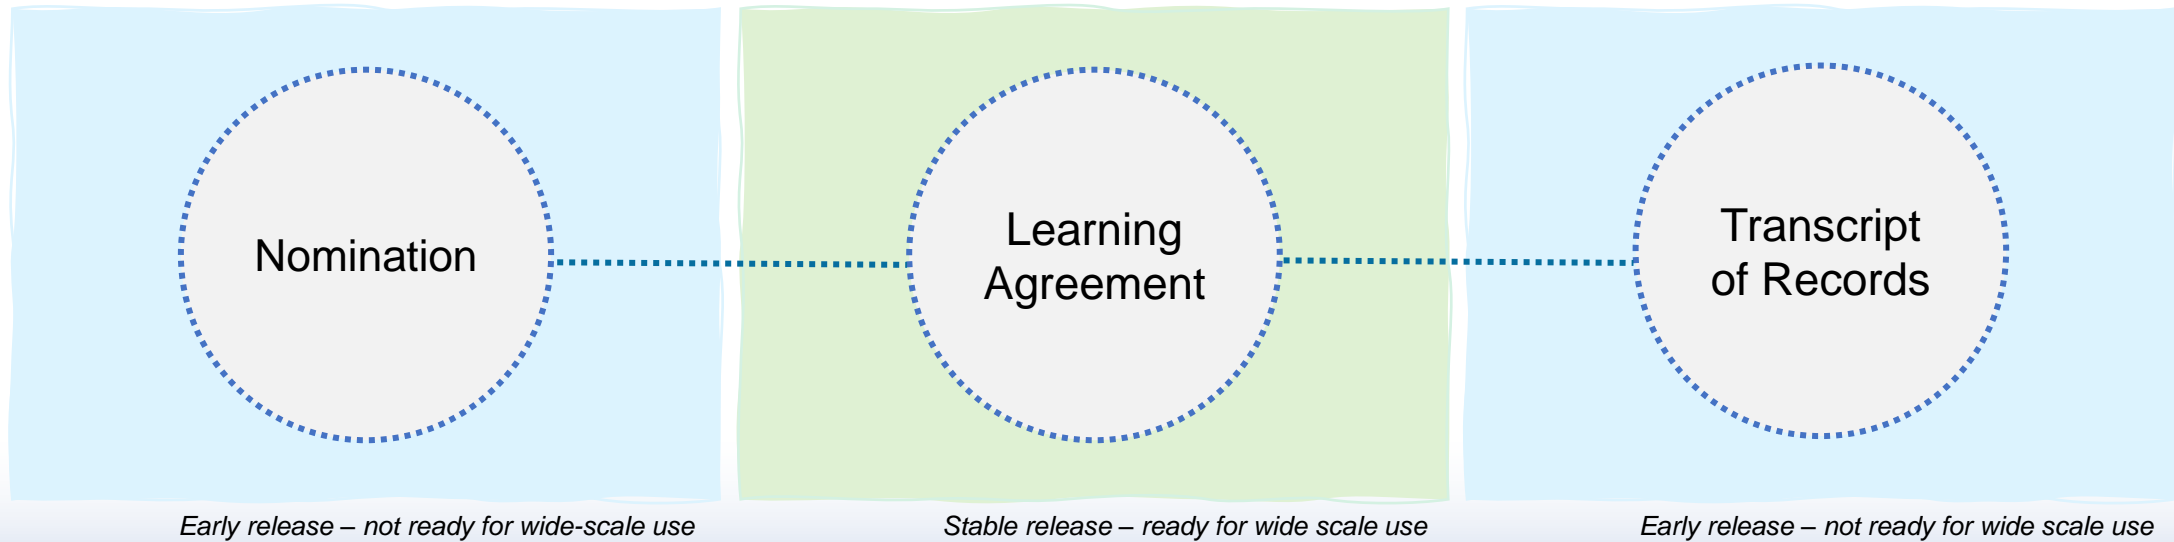 Nomination
Learning
Agreement
Transcript
of Records
Early release – not ready for wide-scale use
Stable release – ready for wide scale use
Early release – not ready for wide scale use